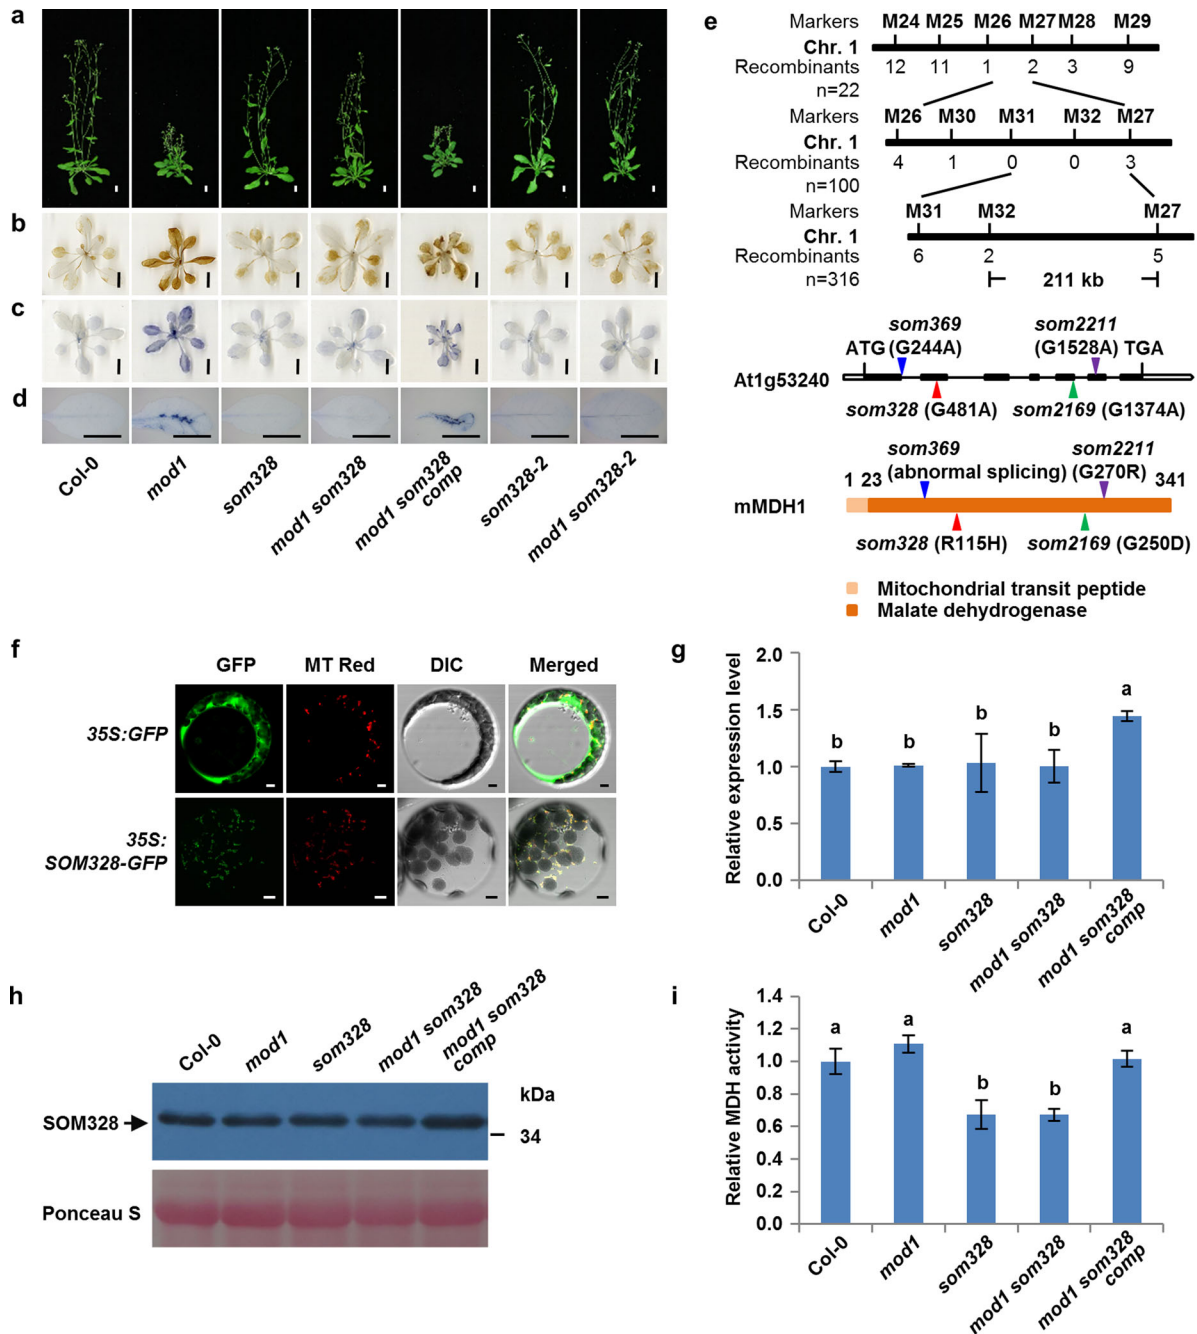 a
b
c
d
Col-0
mod1
som328
mod1 som328
mod1 som328
comp
som328-2
mod1 som328-2
e
Markers M24 M25 M26 M27 M28 M29
Chr. 1
Recombinants 12 11 1 2 3 9
n=22
Markers M26 M30 M31 M32 M27
Chr. 1
Recombinants 4 1 0 0 3
n=100
Markers M31 M32 M27
Chr. 1
Recombinants 6 2 5
n=316 211 kb
som369 som2211
ATG (G244A) (G1528A) TGA
At1g53240
som328 (G481A) som2169 (G1374A)
som369 som2211
1 23 (abnormal splicing) (G270R) 341
mMDH1
som328 (R115H) som2169 (G250D)
Mitochondrial transit peptide
Malate dehydrogenase
f
GFP MT Red DIC Merged
35S:GFP
35S:
SOM328-GFP
g
Relative expression level
2.0
1.5
1.0
0.5
0.0
b b b b a
Col-0
mod1
som328
mod1 som328
mod1 som328
comp
h
Col-0
mod1
som328
mod1 som328
mod1 som328
comp
kDa
SOM328
34
Ponceau S
i
Relative MDH activity
1.4
1.2
1.0
0.8
0.6
0.4
0.2
0.0
a a b b a
Col-0
mod1
som328
mod1 som328
mod1 som328
comp